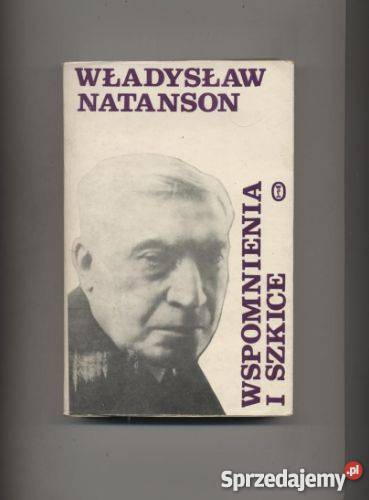 WŁADYSŁAW
NATANSON
WSPOMNIENIA
I SZKICE
Sprzedajemy.pl